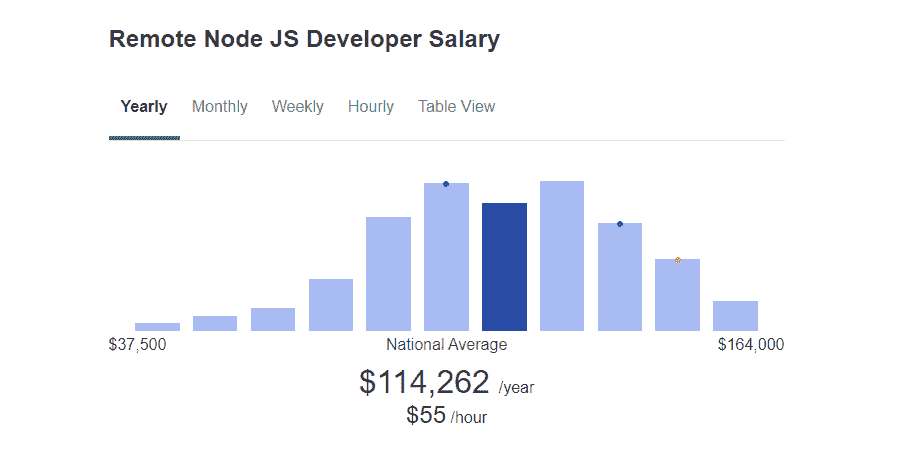 Remote Node JS Developer Salary
Yearly Monthly Weekly Hourly Table View
$37,500 National Average $164,000
$114,262 /year
$55 /hour